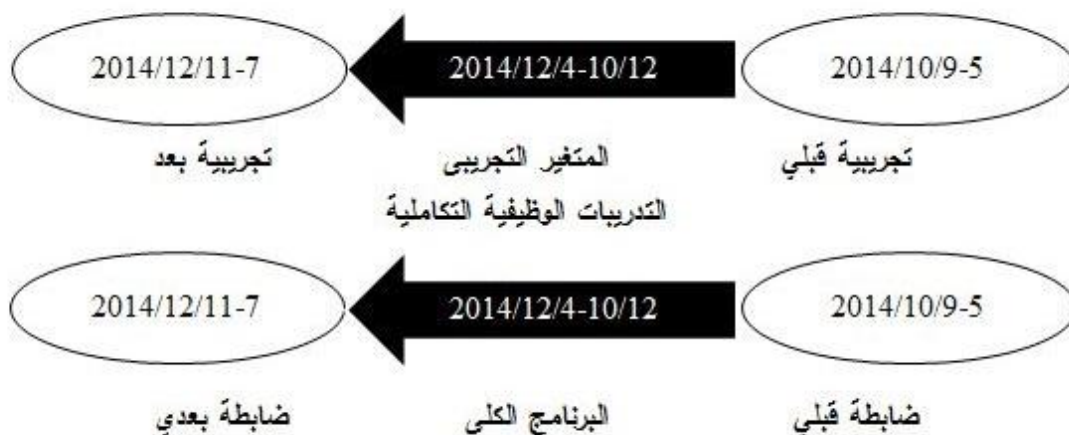 2014/10/9-5 2014/12/4-10/12 2014/12/11-7
تجريبية قبلي المتغير التجريبي تجريبية بعد
التدريبات الوظيفية التكاملية
2014/10/9-5 2014/12/4-10/12 2014/12/11-7
ضابطة قبلي البرنامج الكلي ضابطة بعدي